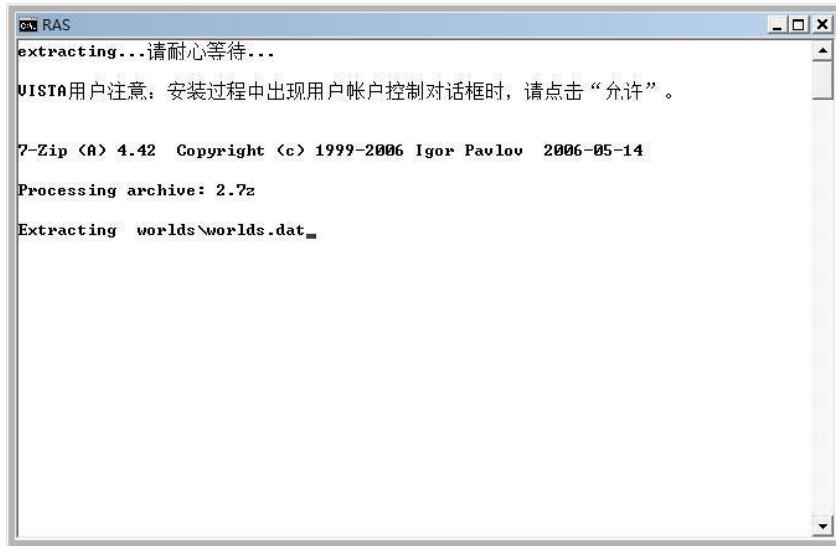 RAS
extracting...请耐心等待...
VISTA用户注意：安装过程中出现用户帐户控制对话框时，请点击“允许”。
7-Zip (A) 4.42  Copyright (c) 1999-2006 Igor Pavlov  2006-05-14
Processing archive: 2.7z
Extracting  worlds\worlds.dat